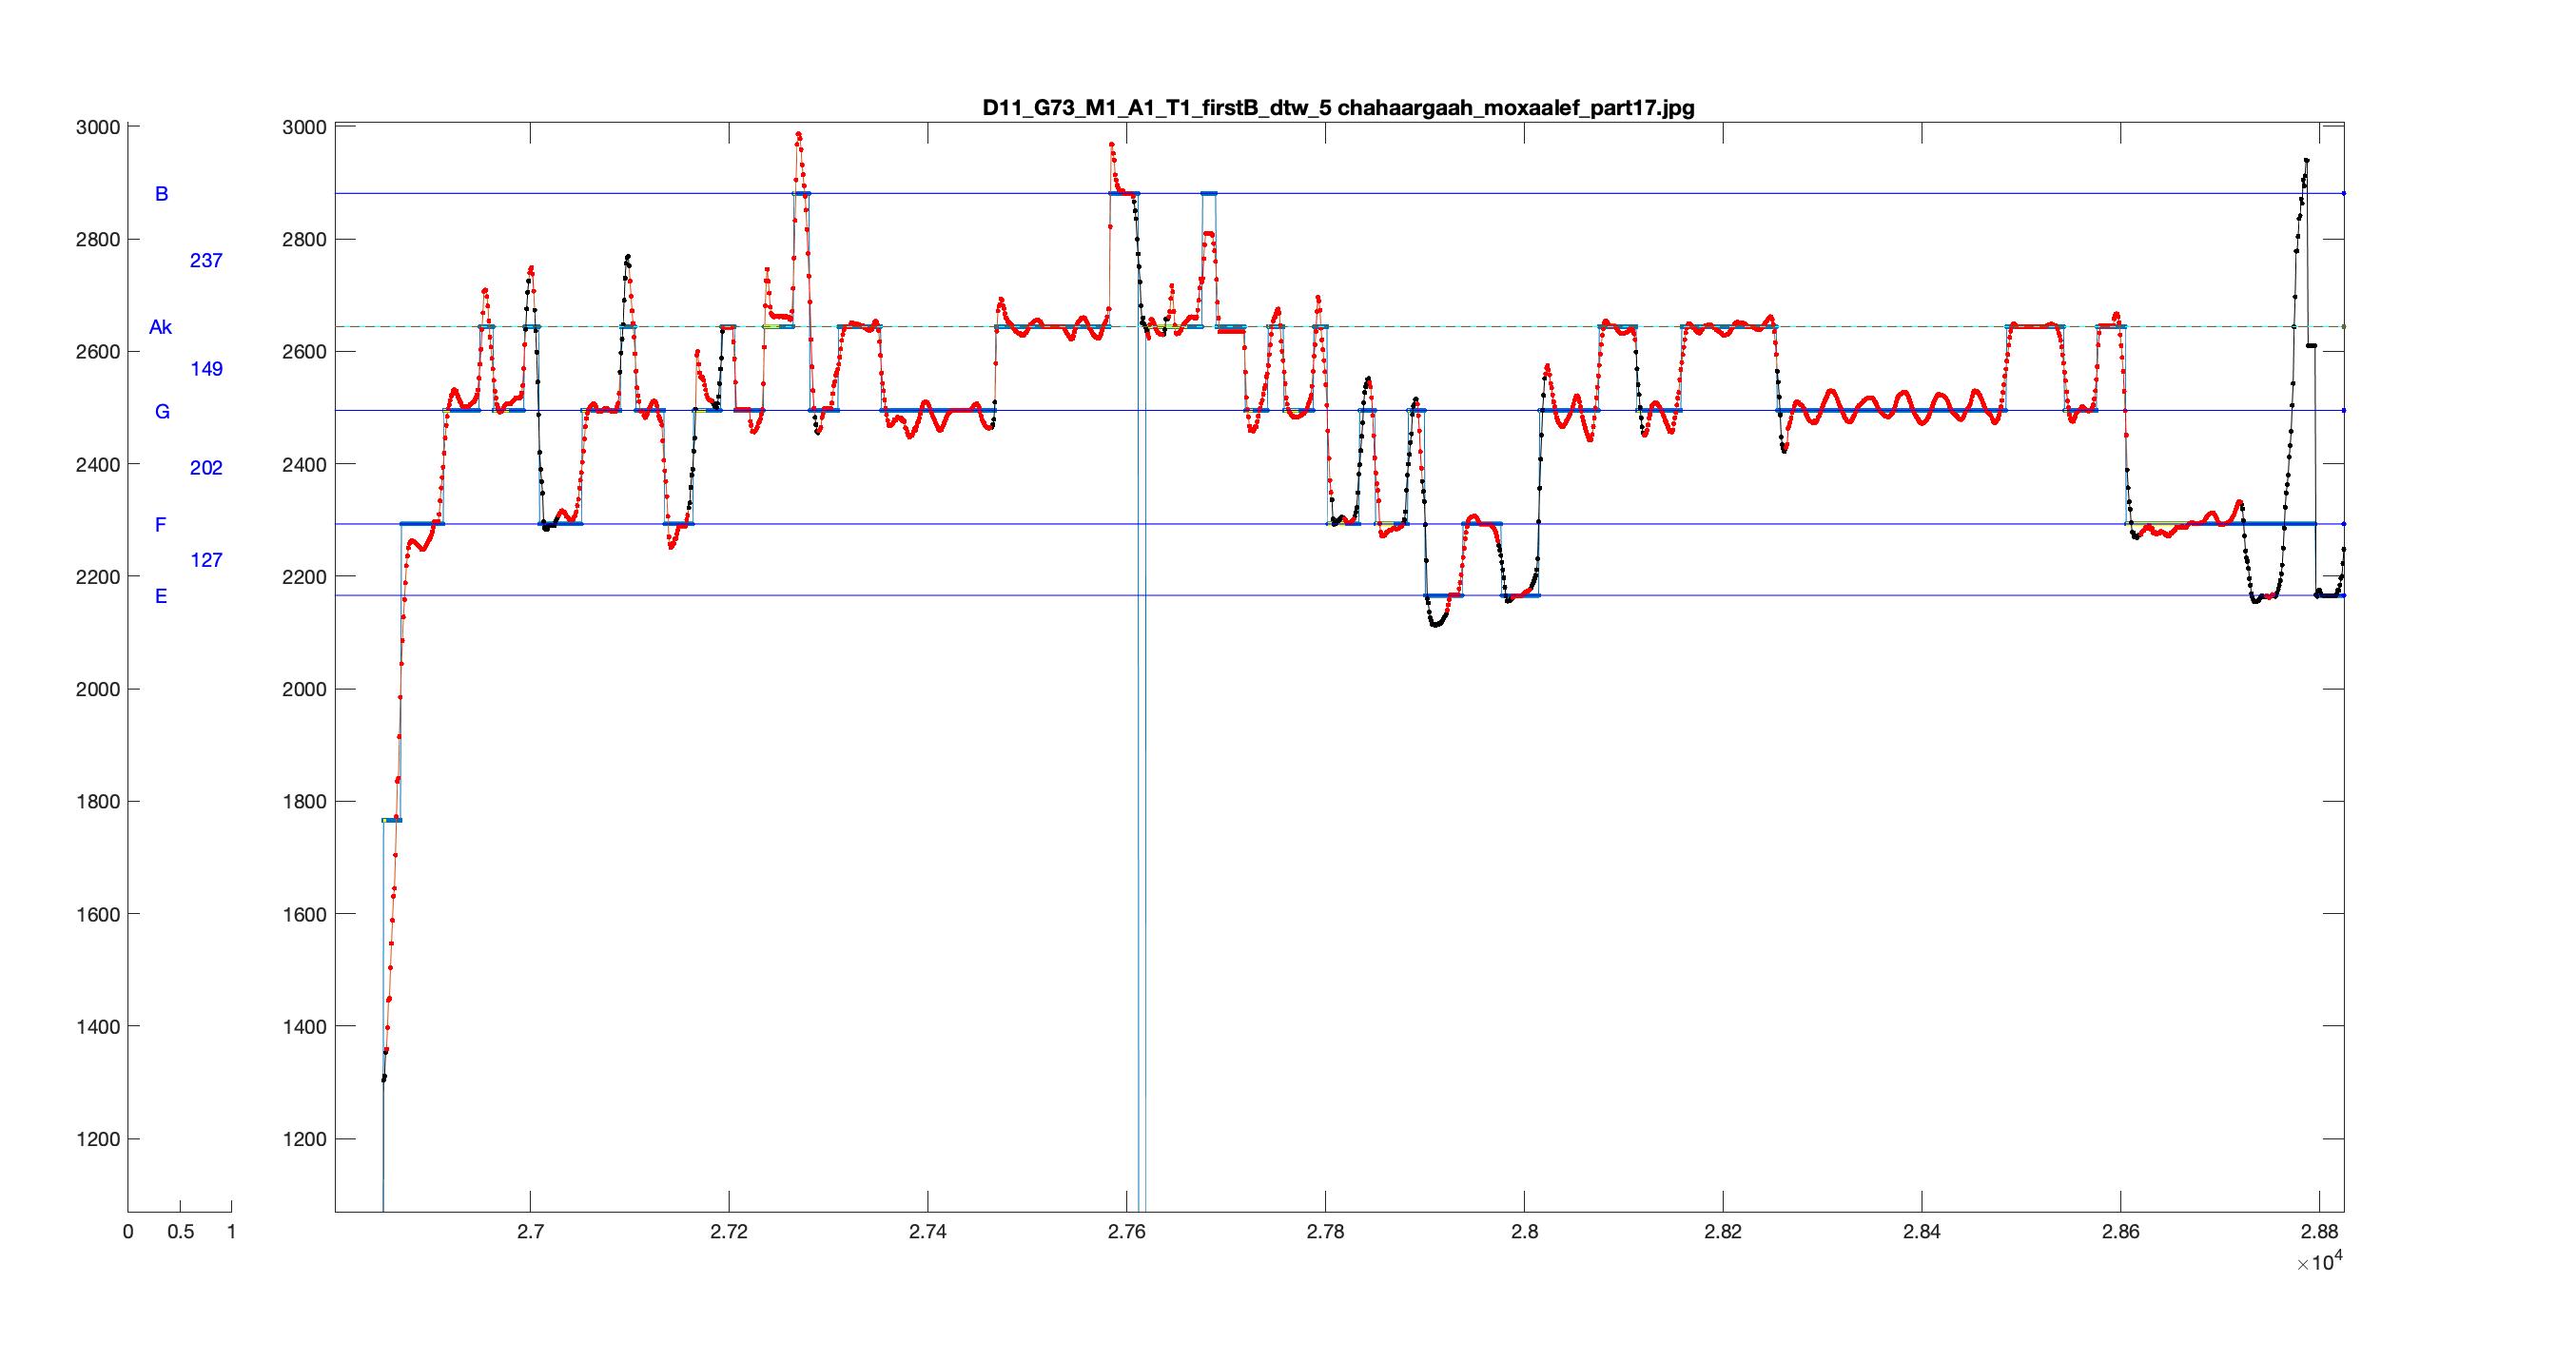 D11_G73_M1_A1_T1_firstB_dtw_5 chahaargaah_moxaalef_part17.jpg
3000 3000
B
2800 2800
237
Ak
2600 2600
149
G
2400 2400
202
F
127
2200 2200
E
2000 2000
1800 1800
1600 1600
1400 1400
1200 1200
0 0.5 1 2.7 2.72 2.74 2.76 2.78 2.8 2.82 2.84 2.86 2.88
×10^4